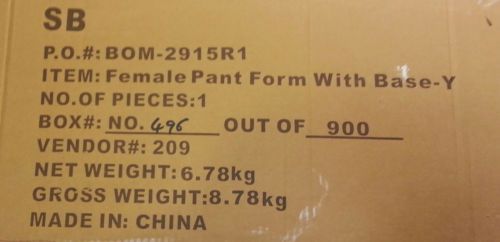 SB
P.O.#: BOM-2915R1
ITEM: Female Pant Form With Base-Y
NO.OF PIECES:1
BOX#: NO. 496 OUT OF 900
VENDOR#: 209
NET WEIGHT:6.78kg
GROSS WEIGHT:8.78kg
MADE IN: CHINA